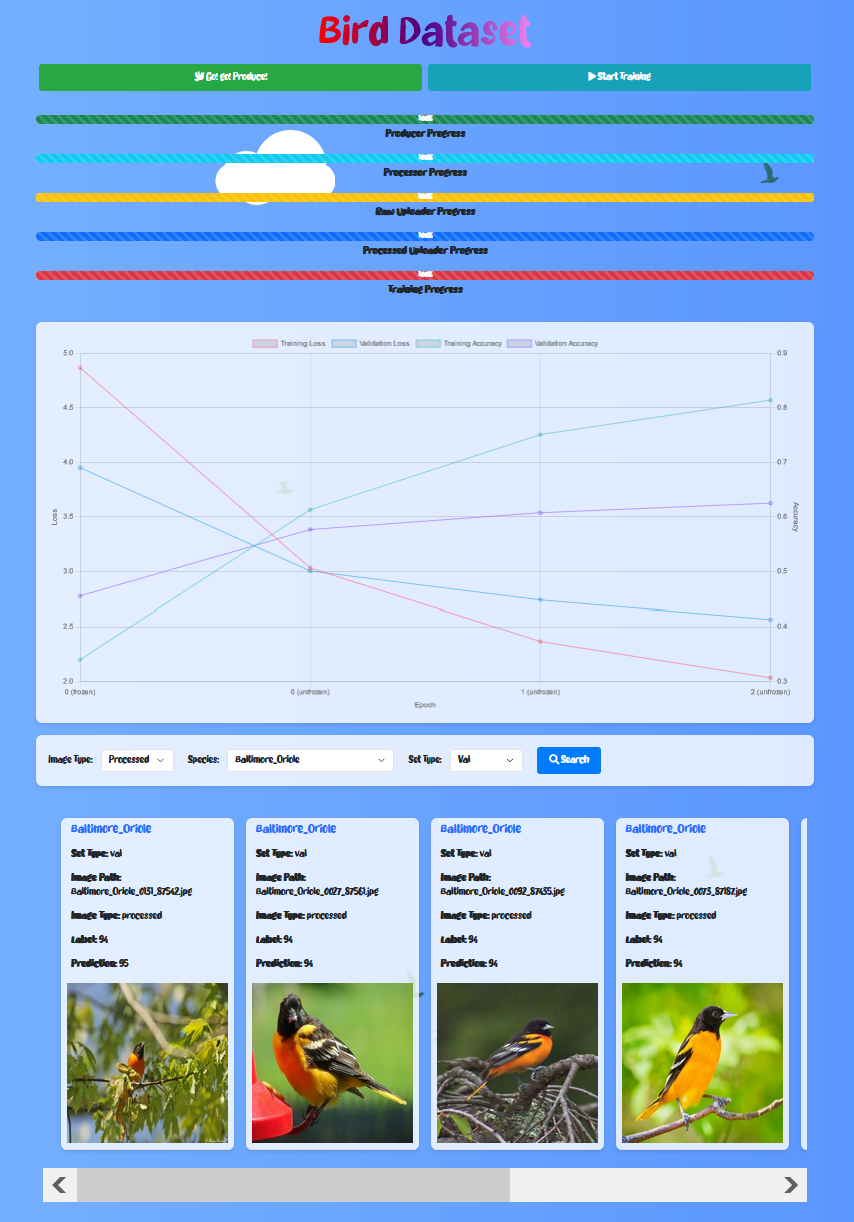 Bird Dataset
Go! go! Produce!
Start Training
100%
Producer Progress
100%
Processor Progress
100%
Raw Uploader Progress
100%
Processed Uploader Progress
100%
Training Progress
Training Loss Validation Loss Training Accuracy Validation Accuracy
5.0
4.5
4.0
3.5
3.0
2.5
2.0
Loss
0.9
0.8
0.7
0.6
0.5
0.4
0.3
Accuracy
0 (frozen) 0 (unfrozen) 1 (unfrozen) 2 (unfrozen)
Epoch
Image Type: Processed Species: Baltimore_Oriole Set Type: Val Search
Baltimore_Oriole
Set Type: val
Image Path:
Baltimore_Oriole_0131_87542.jpg
Image Type: processed
Label: 94
Prediction: 95
Baltimore_Oriole
Set Type: val
Image Path:
Baltimore_Oriole_0027_87561.jpg
Image Type: processed
Label: 94
Prediction: 94
Baltimore_Oriole
Set Type: val
Image Path:
Baltimore_Oriole_0092_87435.jpg
Image Type: processed
Label: 94
Prediction: 94
Baltimore_Oriole
Set Type: val
Image Path:
Baltimore_Oriole_0073_87187.jpg
Image Type: processed
Label: 94
Prediction: 94